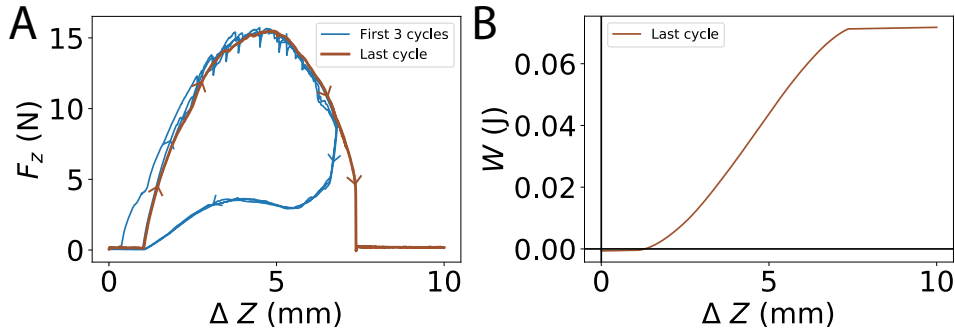 A
15
10
5
0
F_z (N)
First 3 cycles
Last cycle
0
5
10
Δ Z (mm)
B
0.06
0.04
0.02
0.00
W (J)
Last cycle
0
5
10
Δ Z (mm)